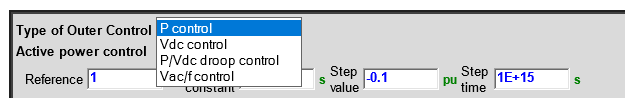 Type of Outer Control P control
Vdc control
Active power control
P/Vdc droop control
Vac/f control
Reference 1 constant s Step value -0.1 pu Step time 1E+15 s